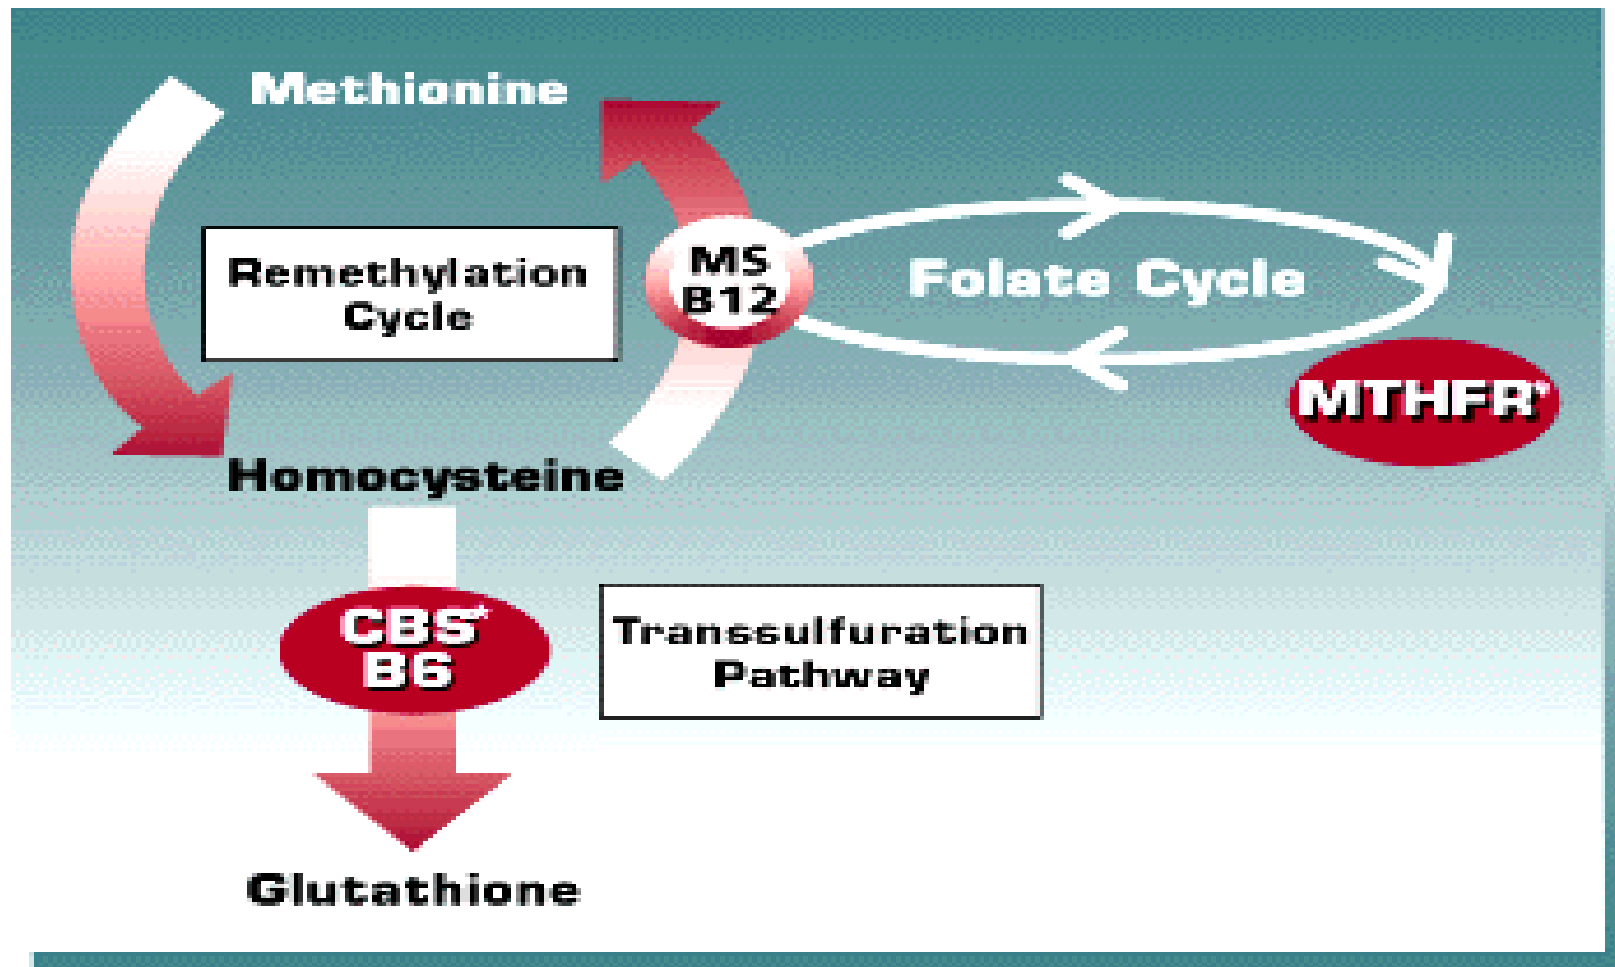 Methionine
Remethylation
Cycle
MS
B12
Folate Cycle
MTHFR*
Homocysteine
CBS*
B6
Transsulfuration
Pathway
Glutathione